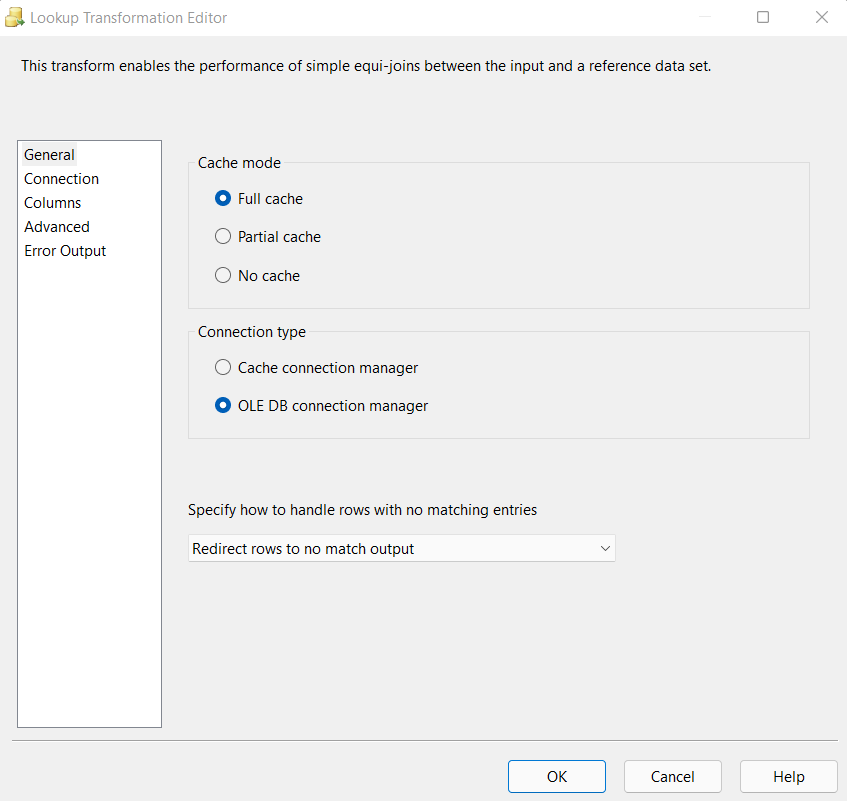 Lookup Transformation Editor
This transform enables the performance of simple equi-joins between the input and a reference data set.
General
Connection
Columns
Advanced
Error Output
Cache mode
Full cache
Partial cache
No cache
Connection type
Cache connection manager
OLE DB connection manager
Specify how to handle rows with no matching entries
Redirect rows to no match output
OK
Cancel
Help